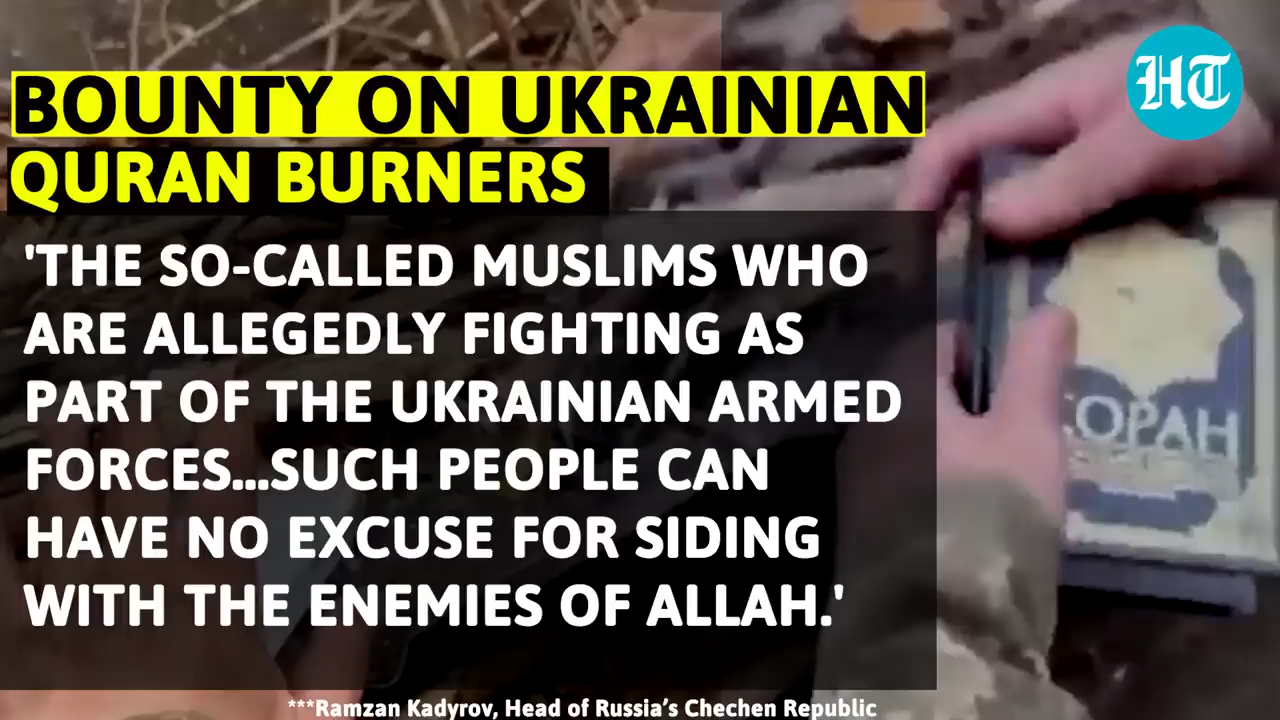 HT
BOUNTY ON UKRAINIAN
QURAN BURNERS
'THE SO-CALLED MUSLIMS WHO
ARE ALLEGEDLY FIGHTING AS
PART OF THE UKRAINIAN ARMED
FORCES...SUCH PEOPLE CAN
HAVE NO EXCUSE FOR SIDING
WITH THE ENEMIES OF ALLAH.'
КОРАН
***Ramzan Kadyrov, Head of Russia's Chechen Republic